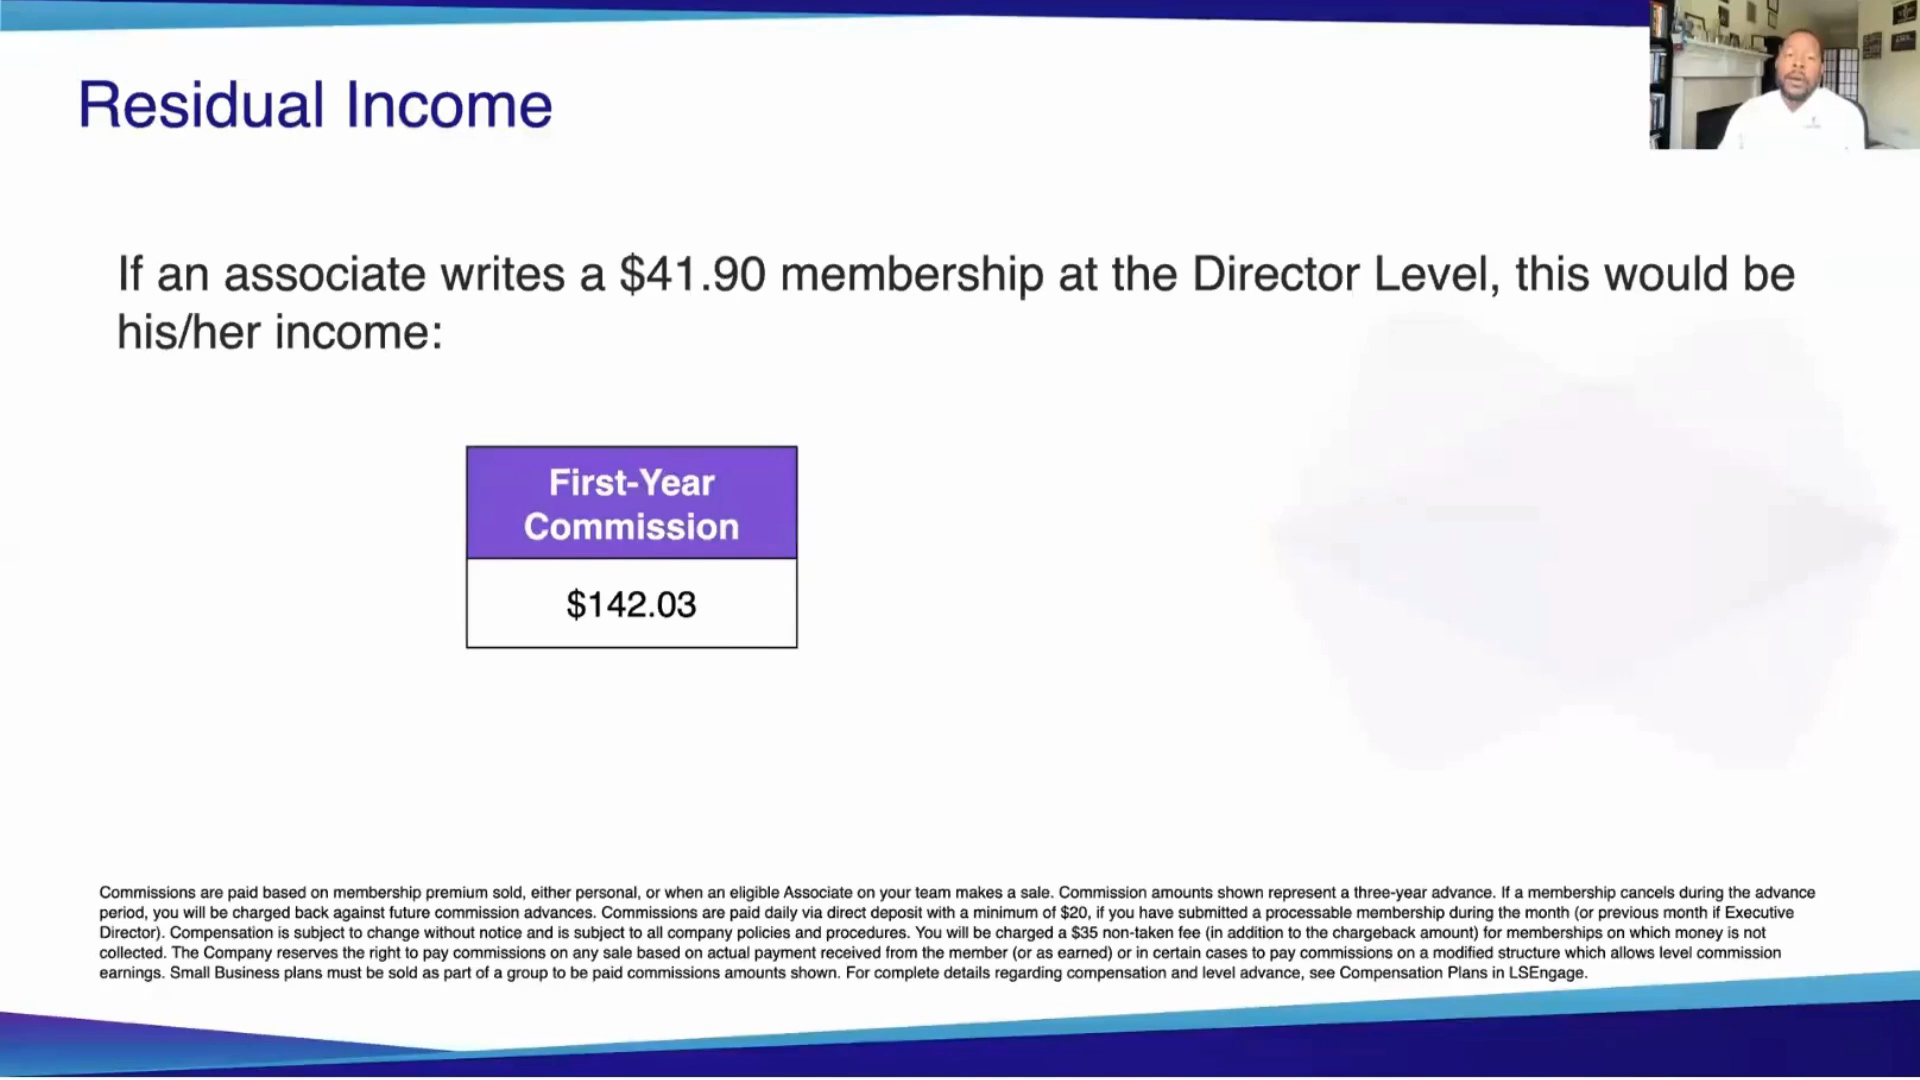 Residual Income
If an associate writes a $41.90 membership at the Director Level, this would be
his/her income:
First-Year
Commission
$142.03
Commissions are paid based on membership premium sold, either personal, or when an eligible Associate on your team makes a sale. Commission amounts shown represent a three-year advance. If a membership cancels during the advance
period, you will be charged back against future commission advances. Commissions are paid daily via direct deposit with a minimum of $20, if you have submitted a processable membership during the month (or previous month if Executive
Director). Compensation is subject to change without notice and is subject to all company policies and procedures. You will be charged a $35 non-taken fee (in addition to the chargeback amount) for memberships on which money is not
collected. The Company reserves the right to pay commissions on any sale based on actual payment received from the member (or as earned) or in certain cases to pay commissions on a modified structure which allows level commission
earnings. Small Business plans must be sold as part of a group to be paid commissions amounts shown. For complete details regarding compensation and level advance, see Compensation Plans in LSEngage.